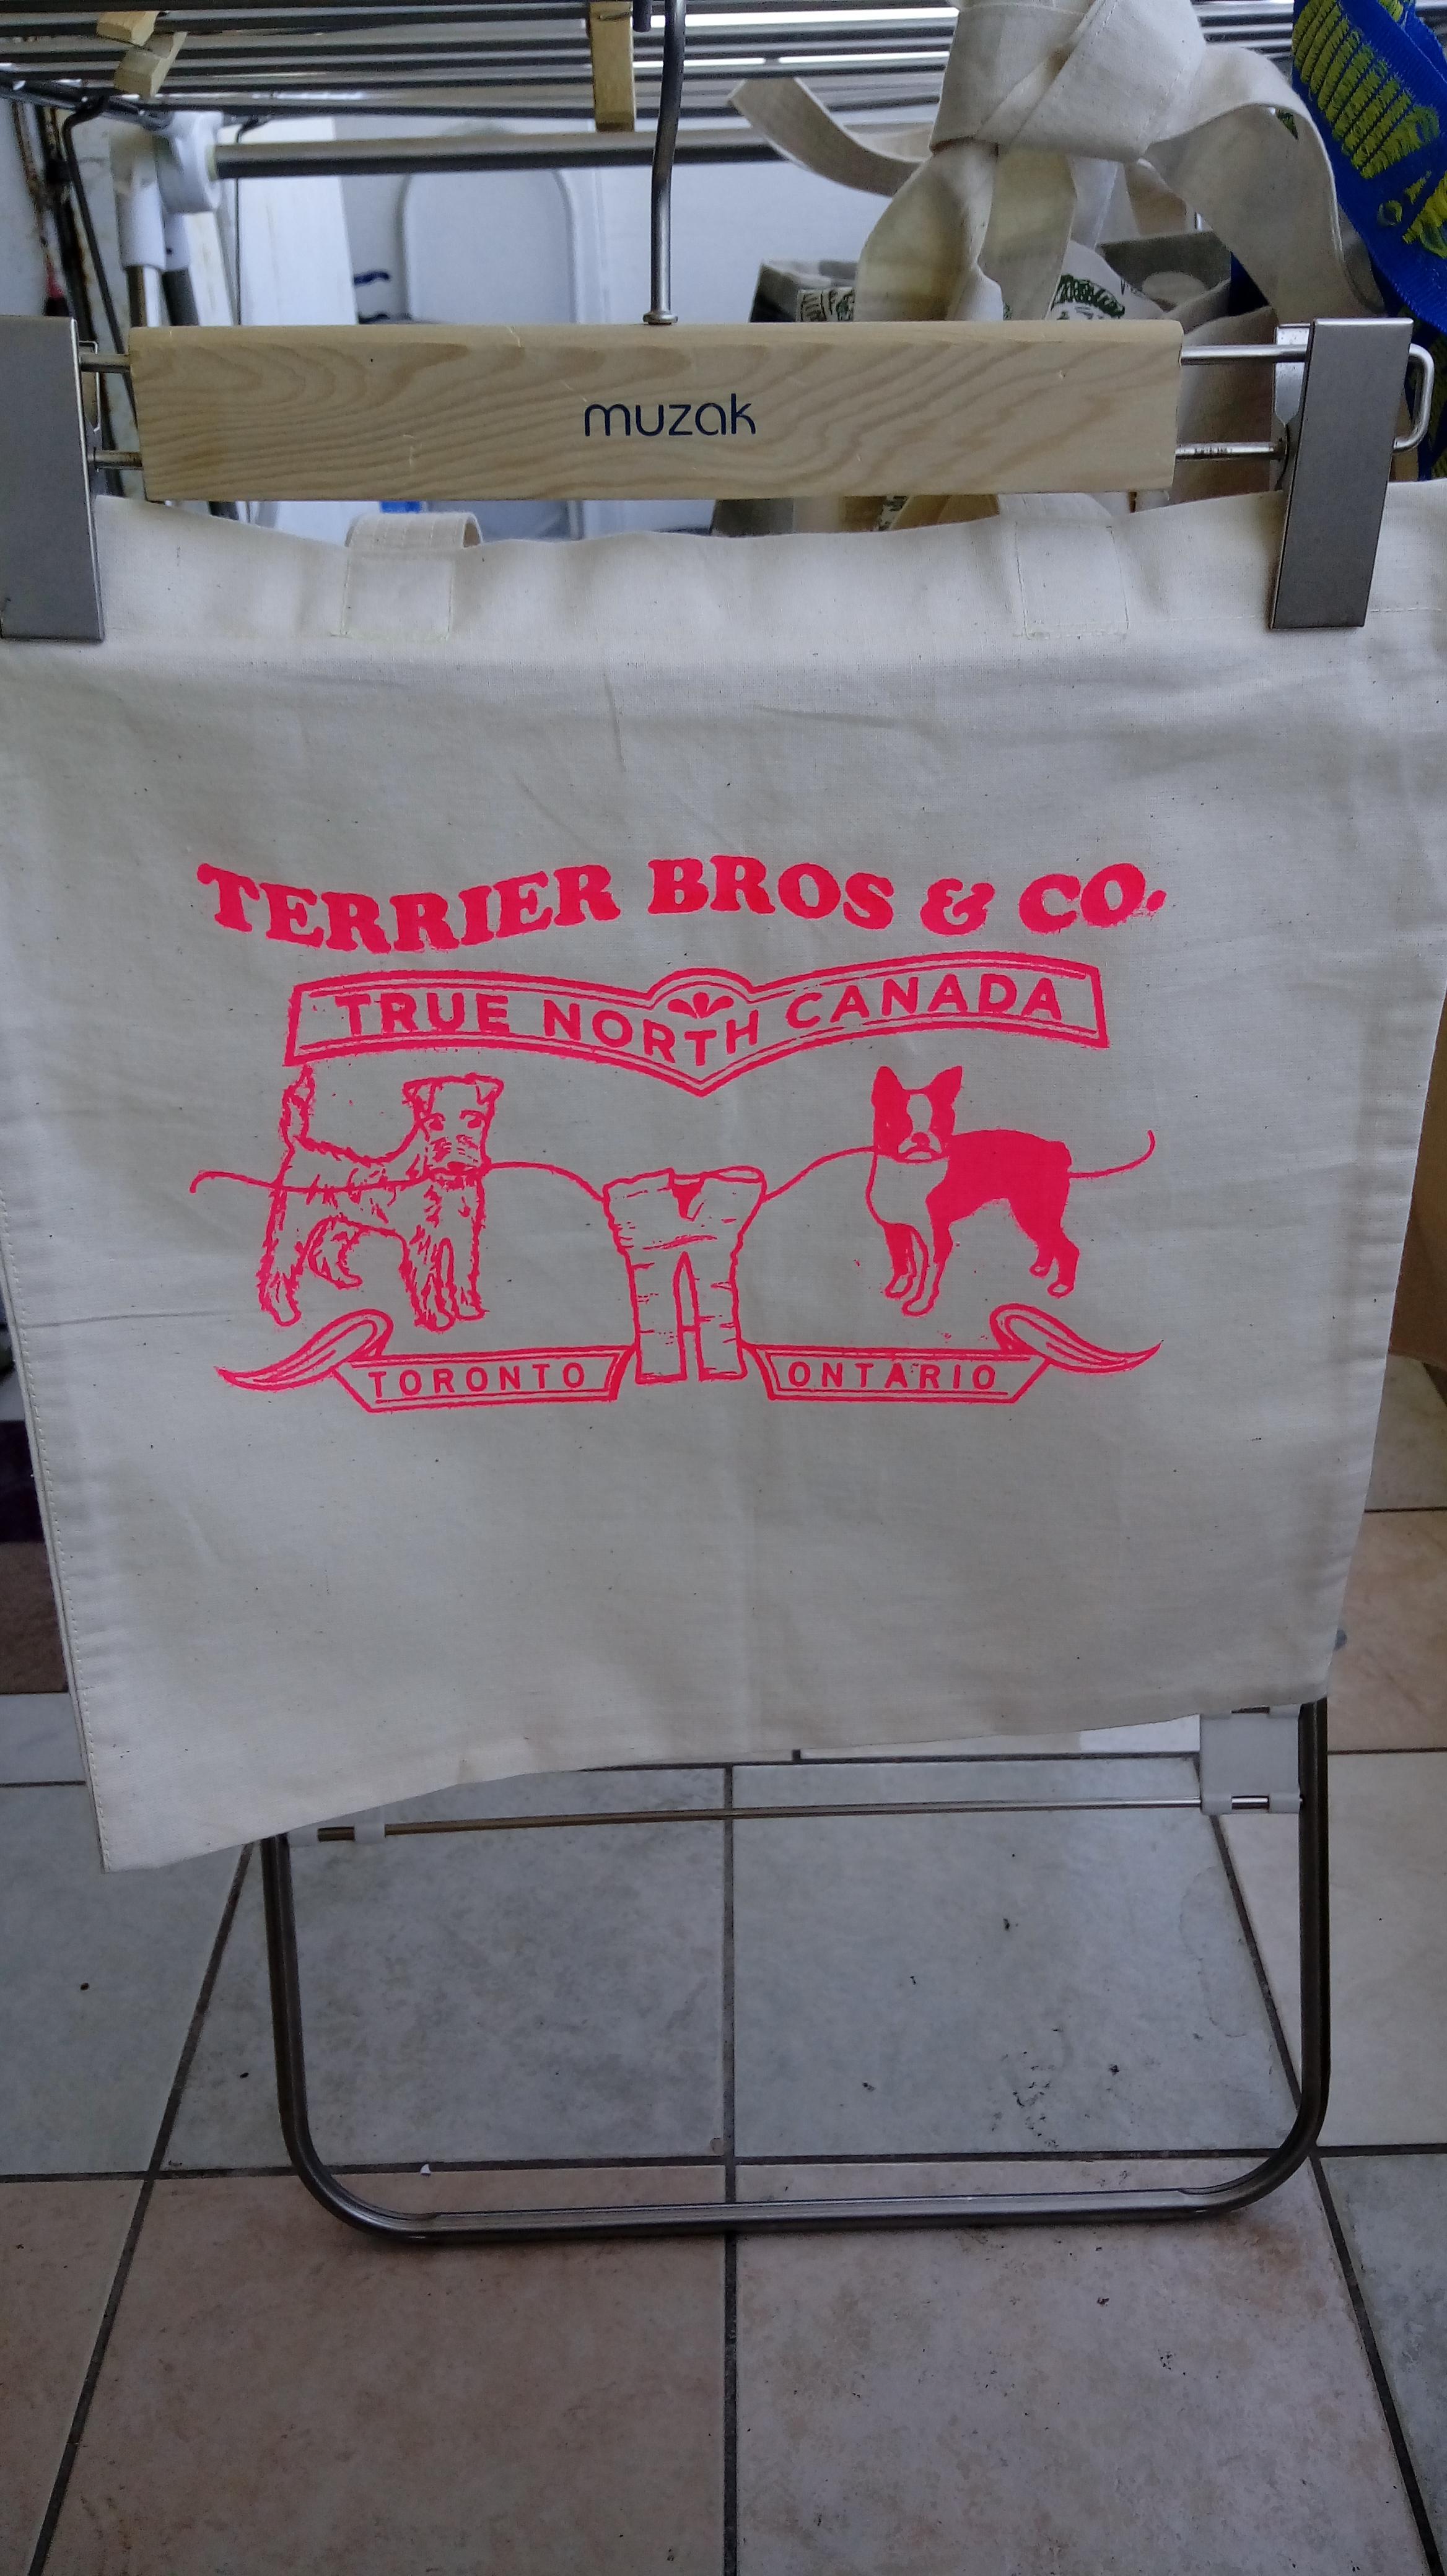 muzak
TERRIER BROS & CO.
TRUE NORTH CANADA
TORONTO ONTARIO